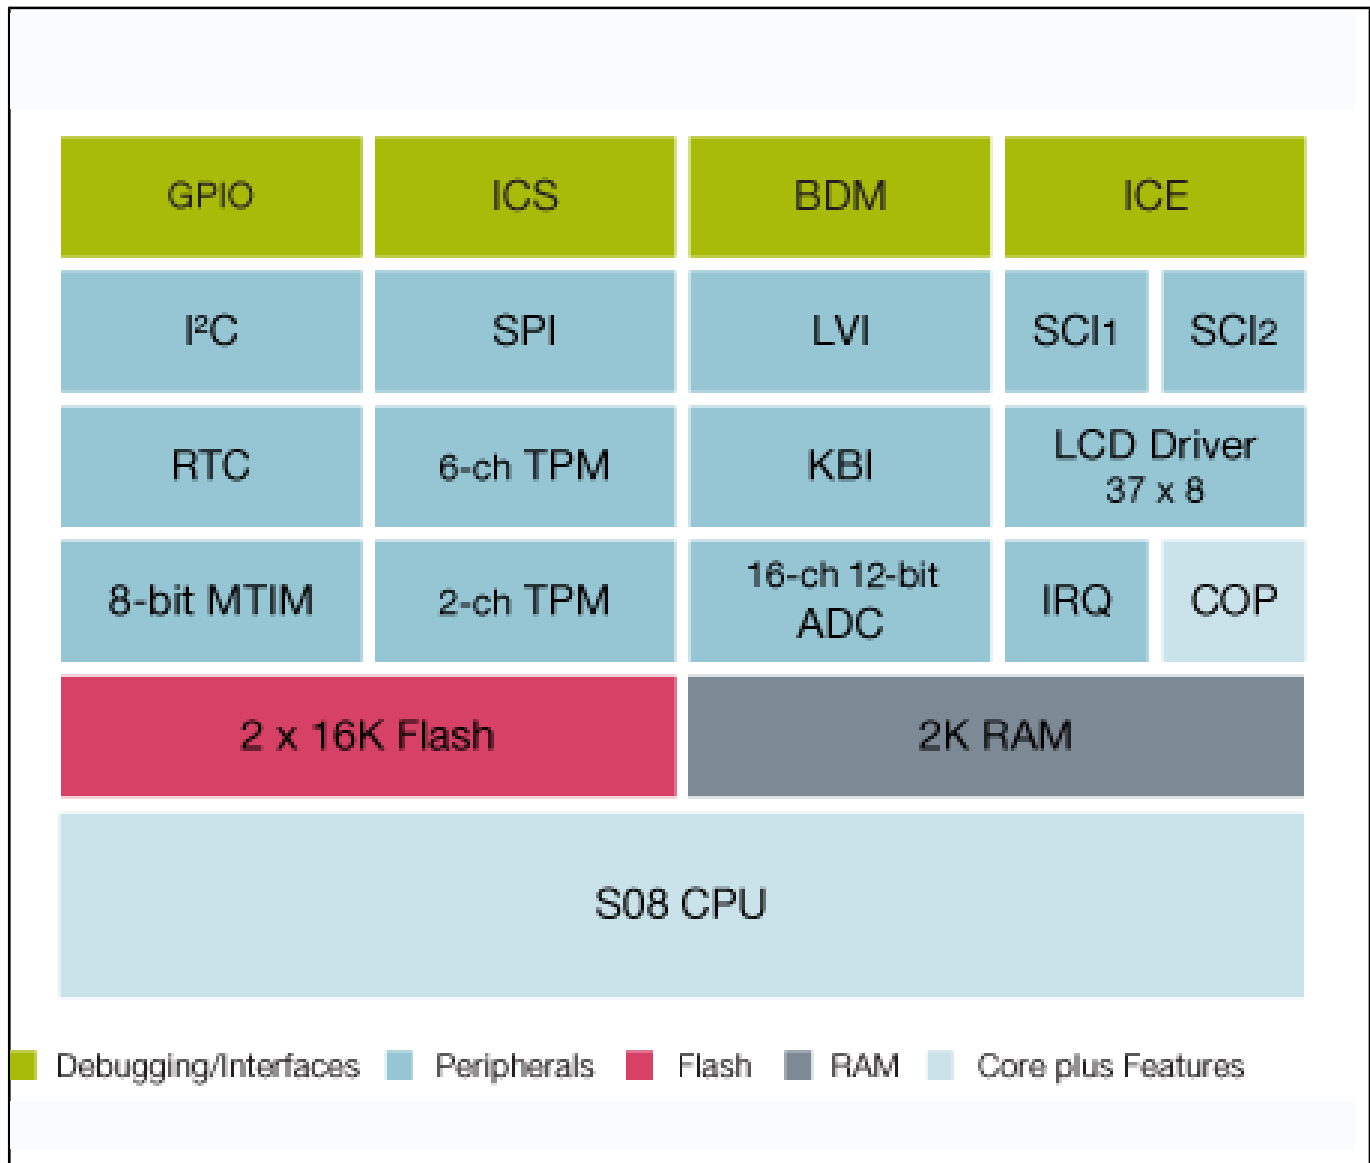 GPIO ICS BDM ICE
I²C SPI LVI SCI1 SCI2
RTC 6-ch TPM KBI LCD Driver
37 x 8
8-bit MTIM 2-ch TPM 16-ch 12-bit
ADC IRQ COP
2 x 16K Flash 2K RAM
S08 CPU
Debugging/Interfaces Peripherals Flash RAM Core plus Features